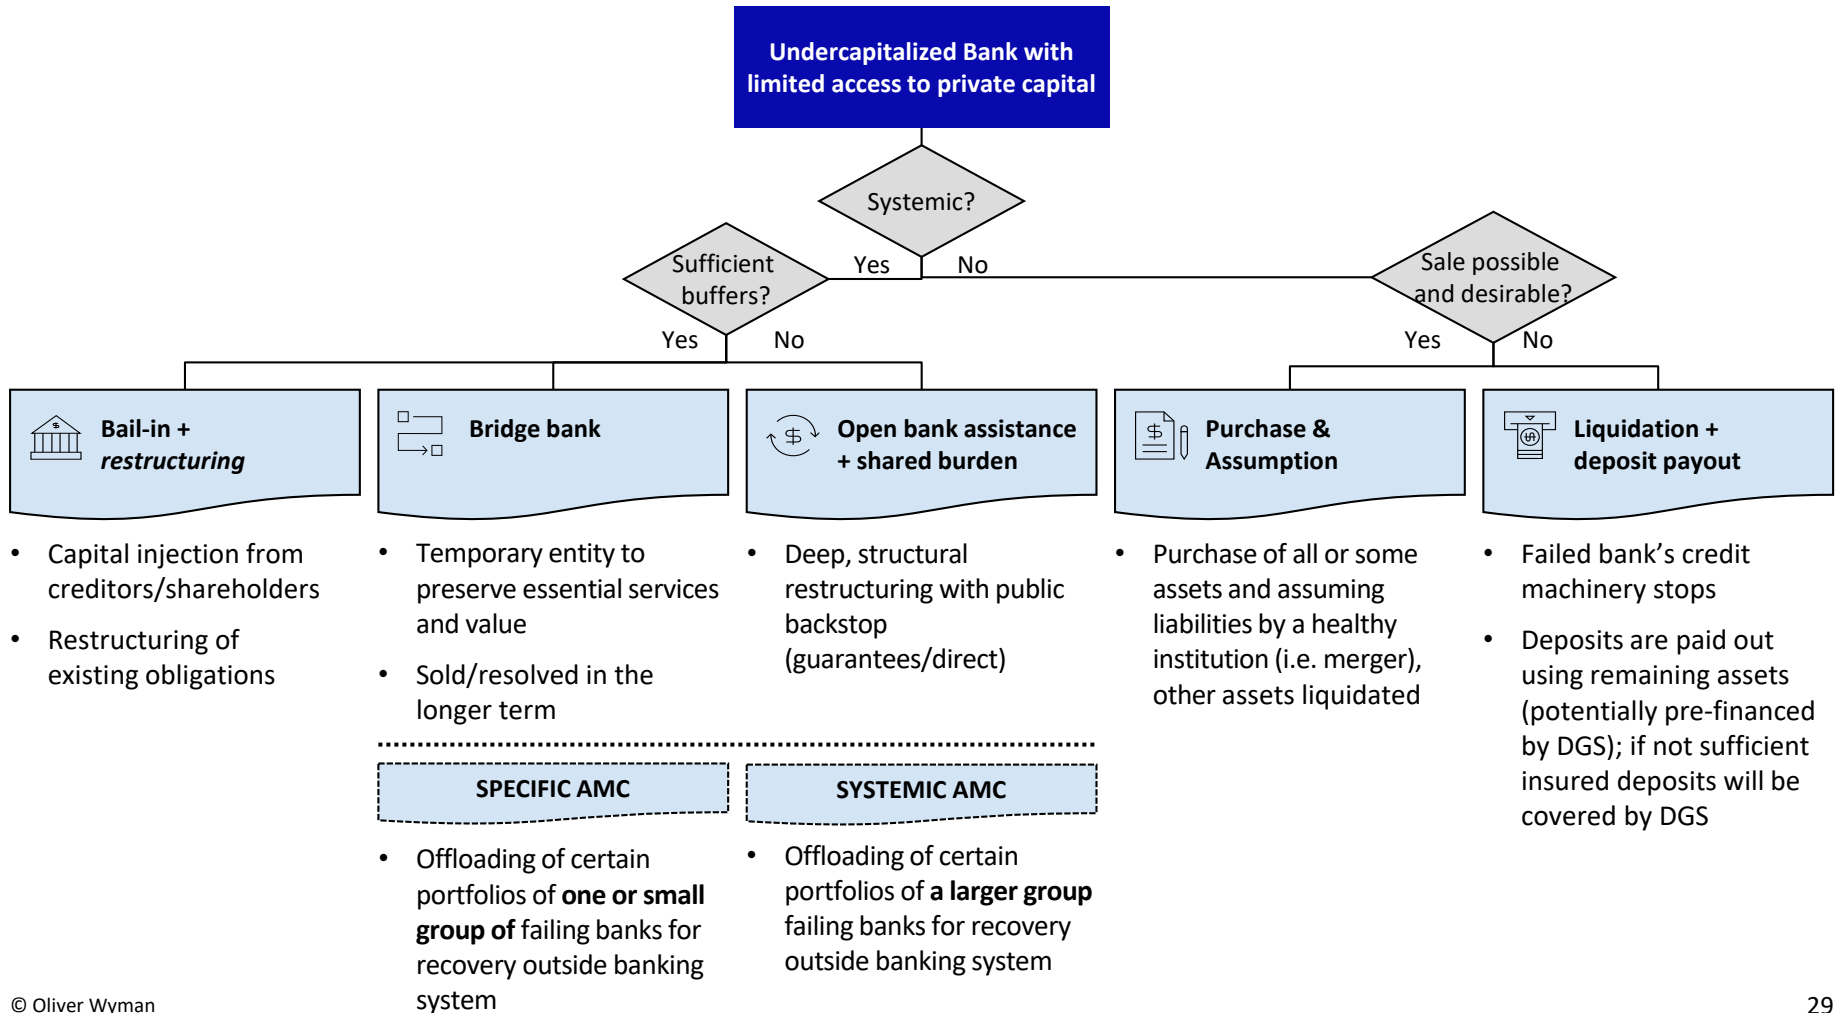 Undercapitalized Bank with
limited access to private capital
Systemic?
Yes
No
Sufficient
buffers?
Yes
No
Sale possible
and desirable?
Yes
No
Bail-in +
restructuring
• Capital injection from
creditors/shareholders
• Restructuring of
existing obligations
Bridge bank
• Temporary entity to
preserve essential services
and value
• Sold/resolved in the
longer term
Open bank assistance
+ shared burden
• Deep, structural
restructuring with public
backstop
(guarantees/direct)
Purchase &
Assumption
• Purchase of all or some
assets and assuming
liabilities by a healthy
institution (i.e. merger),
other assets liquidated
Liquidation +
deposit payout
• Failed bank’s credit
machinery stops
• Deposits are paid out
using remaining assets
(potentially pre-financed
by DGS); if not sufficient
insured deposits will be
covered by DGS
SPECIFIC AMC
• Offloading of certain
portfolios of one or small
group of failing banks for
recovery outside banking
system
SYSTEMIC AMC
• Offloading of certain
portfolios of a larger group
failing banks for recovery
outside banking system
© Oliver Wyman
29